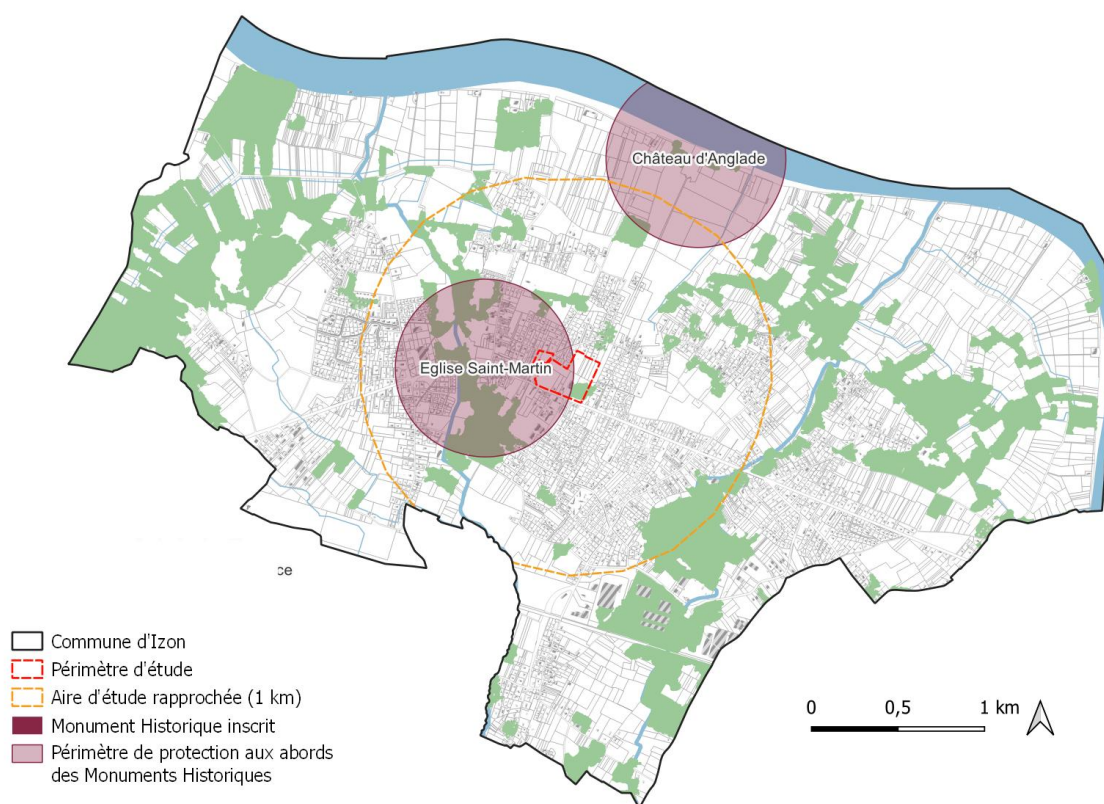 Château d'Anglade
Eglise Saint-Martin
ce
Commune d'Izon
Périmètre d'étude
Aire d'étude rapprochée (1 km)
Monument Historique inscrit
Périmètre de protection aux abords
des Monuments Historiques
0 0,5 1 km